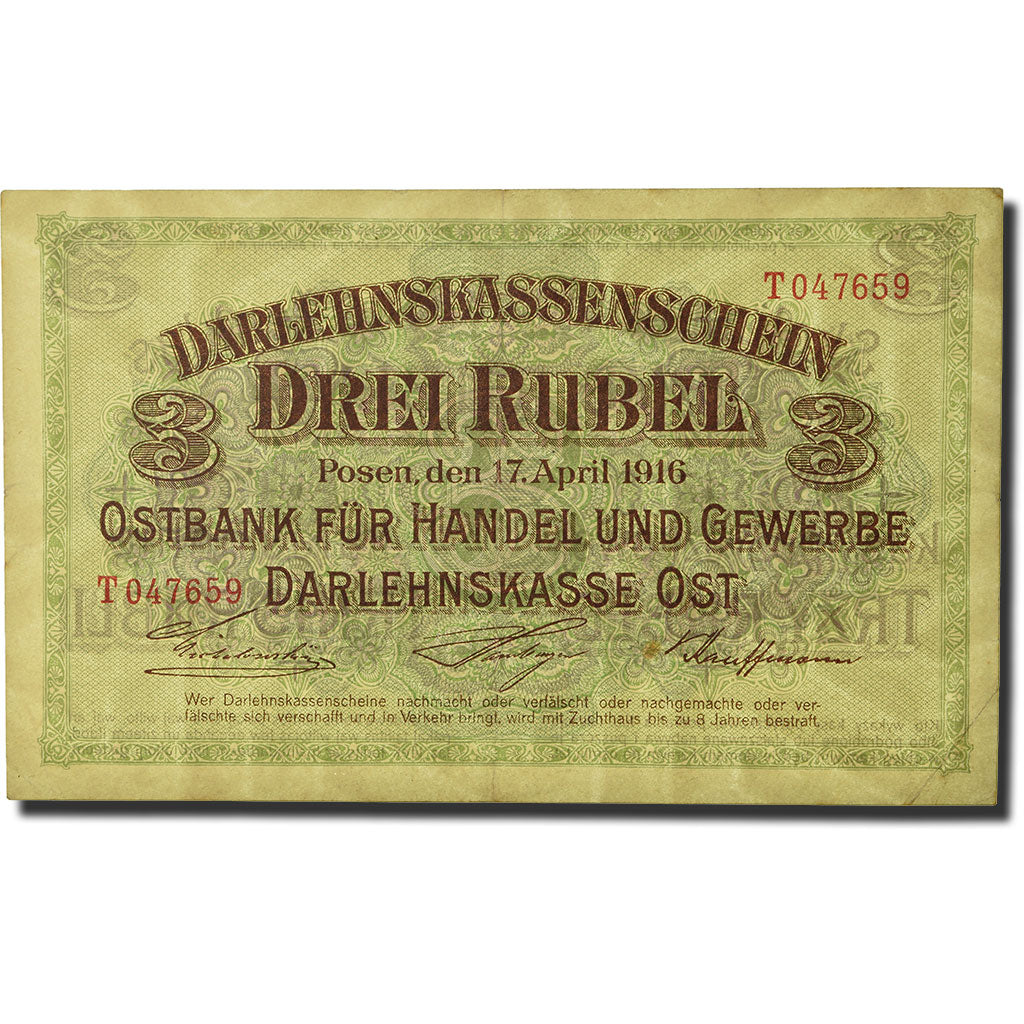 T047659
DARLEHNSKASSENSCHEIN
DREI RUBEL
3 3
Posen, den 17. April 1916
OSTBANK FÜR HANDEL UND GEWERBE
T047659 DARLEHNSKASSE OST
Kauffmann
Wer Darlehnskassenscheine nachmacht oder verfälscht oder nachgemachte oder ver-
fälschte sich verschafft und in Verkehr bringt, wird mit Zuchthaus bis zu 8 Jahren bestraft.